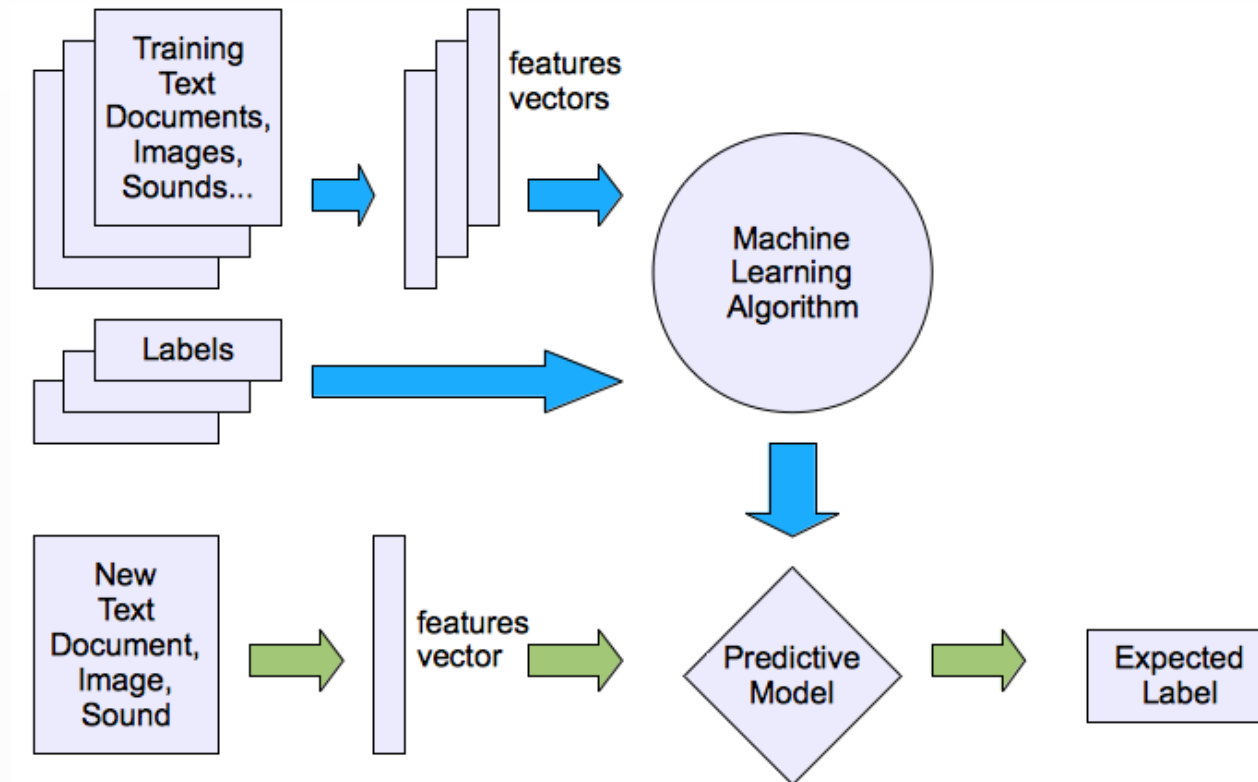 Training
Text
Documents,
Images,
Sounds...
features
vectors
Machine
Learning
Algorithm
Labels
New
Text
Document,
Image,
Sound
features
vector
Predictive
Model
Expected
Label